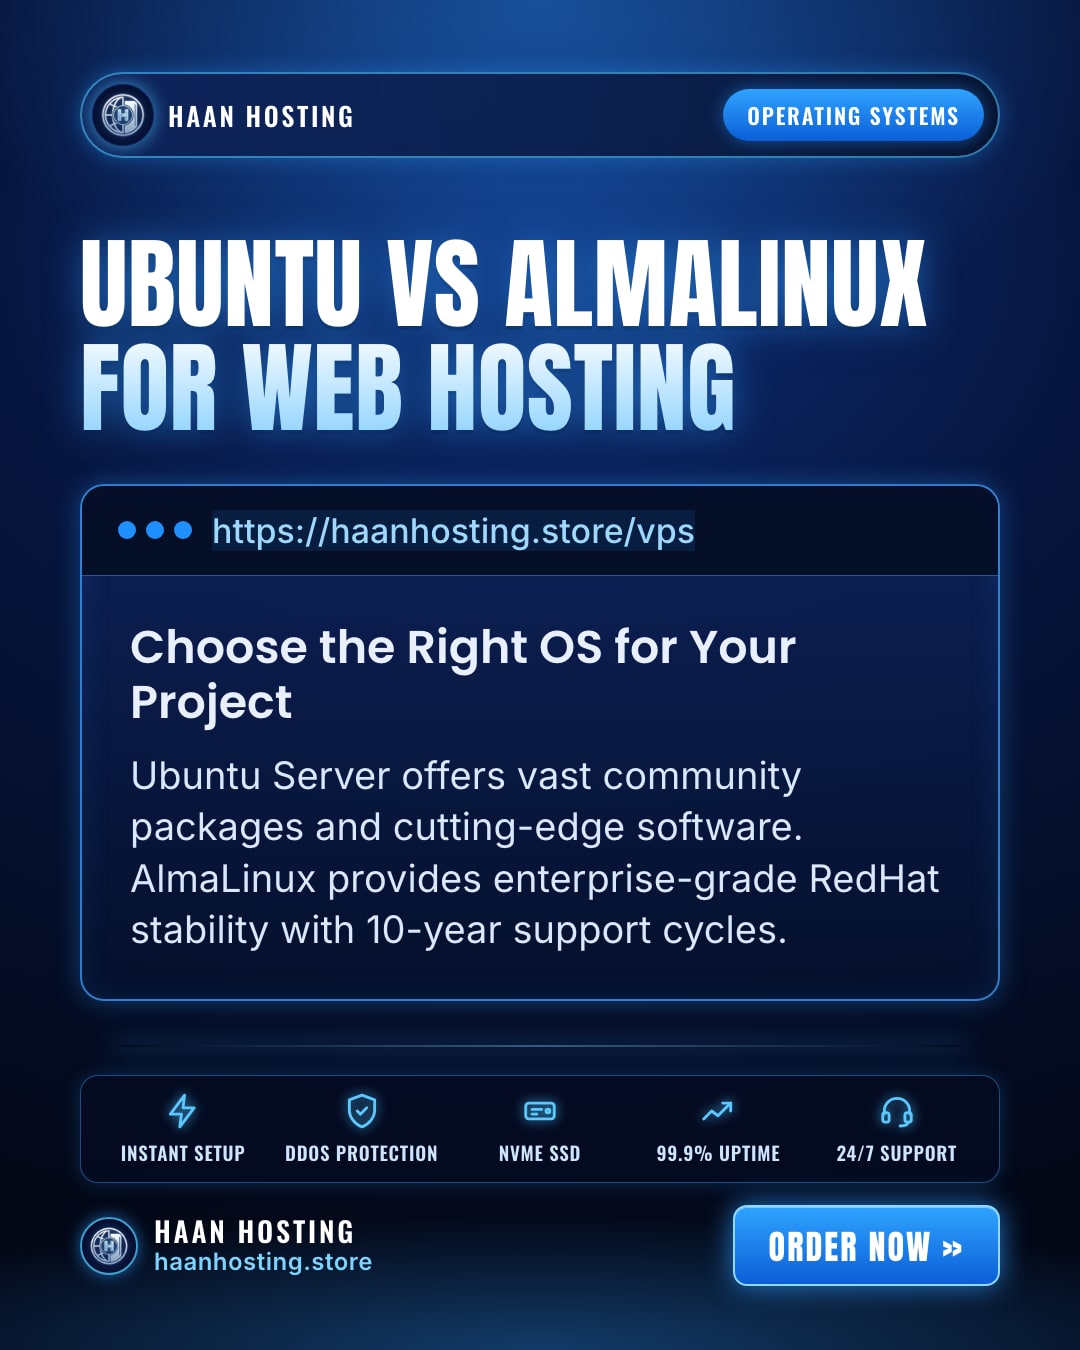 HAAN HOSTING
OPERATING SYSTEMS
UBUNTU VS ALMALINUX
FOR WEB HOSTING
https://haanhosting.store/vps
Choose the Right OS for Your
Project
Ubuntu Server offers vast community
packages and cutting-edge software.
AlmaLinux provides enterprise-grade RedHat
stability with 10-year support cycles.
INSTANT SETUP
DDOS PROTECTION
NVME SSD
99.9% UPTIME
24/7 SUPPORT
HAAN HOSTING
haanhosting.store
ORDER NOW »